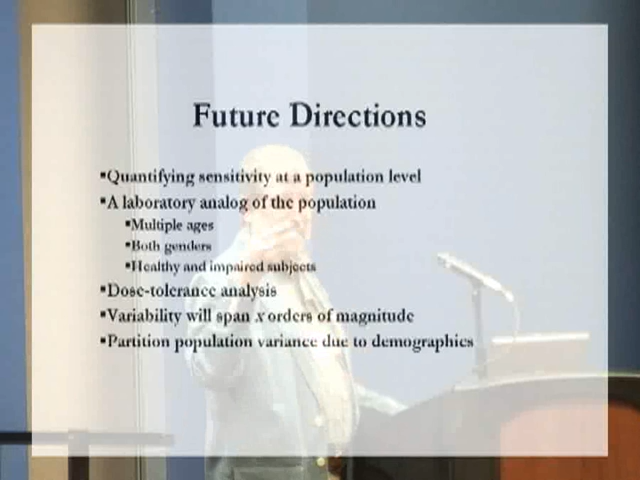 Future Directions
▪Quantifying sensitivity at a population level
▪A laboratory analog of the population
▪Multiple ages
▪Both genders
▪Healthy and impaired subjects
▪Dose-tolerance analysis
▪Variability will span x orders of magnitude
▪Partition population variance due to demographics